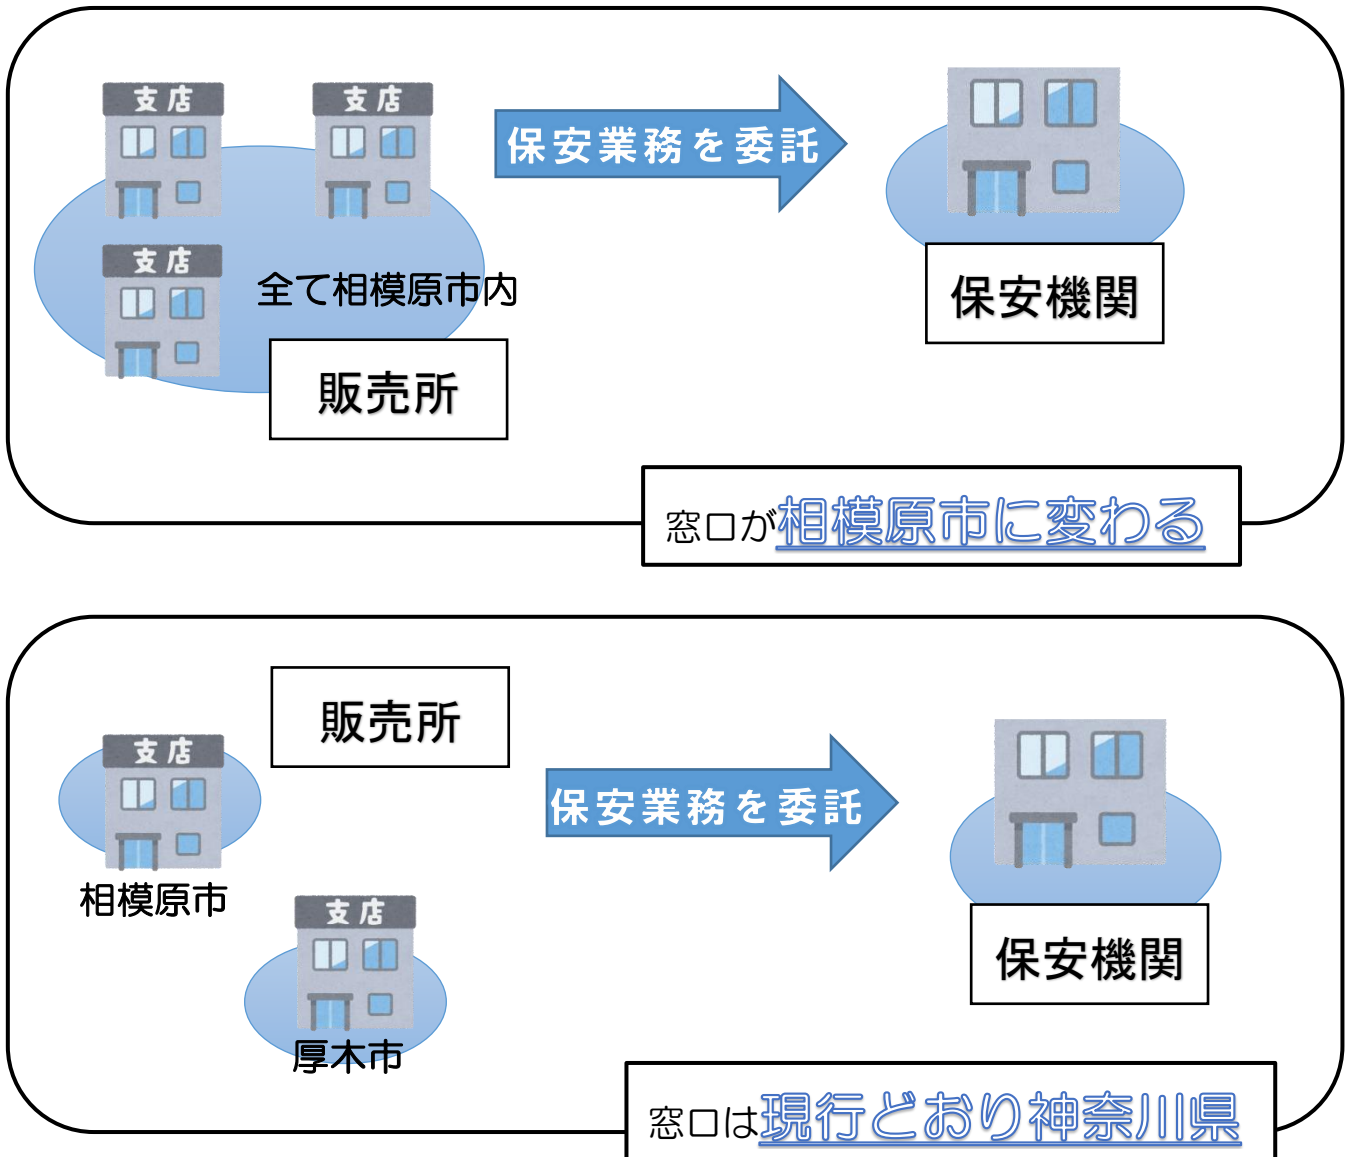 支店
支店
保安業務を委託
支店
全て相模原市内
保安機関
販売所
窓口が相模原市に変わる
販売所
支店
保安業務を委託
相模原市
支店
保安機関
厚木市
窓口は現行どおり神奈川県